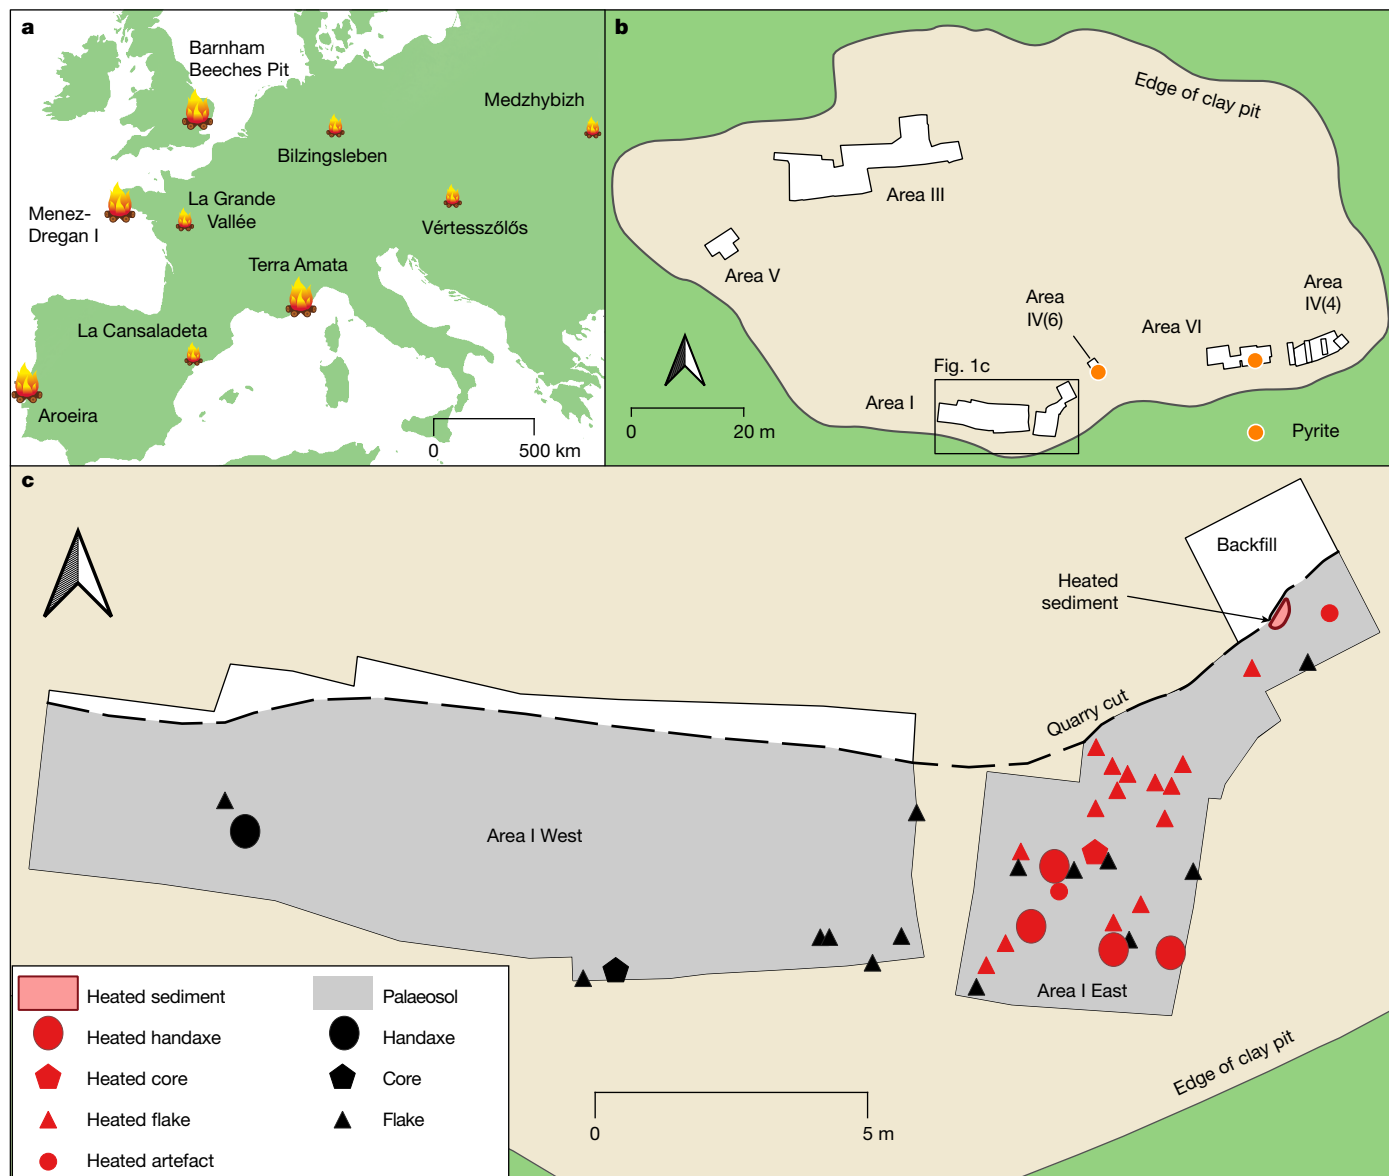 a
Barnham
Beeches Pit
Medzhybizh
Bilzingsleben
Menez-
Dregan I
La Grande
Vallée
Vértesszőlős
Terra Amata
La Cansaladeta
Aroeira
0
500 km
b
Edge of clay pit
Area III
Area V
Area
IV(6)
Area VI
Area
IV(4)
Fig. 1c
Area I
0
20 m
Pyrite
c
Backfill
Heated
sediment
Quarry cut
Area I West
Area I East
Edge of clay pit
Heated sediment
Palaeosol
Heated handaxe
Handaxe
Heated core
Core
Heated flake
Flake
Heated artefact
0
5 m